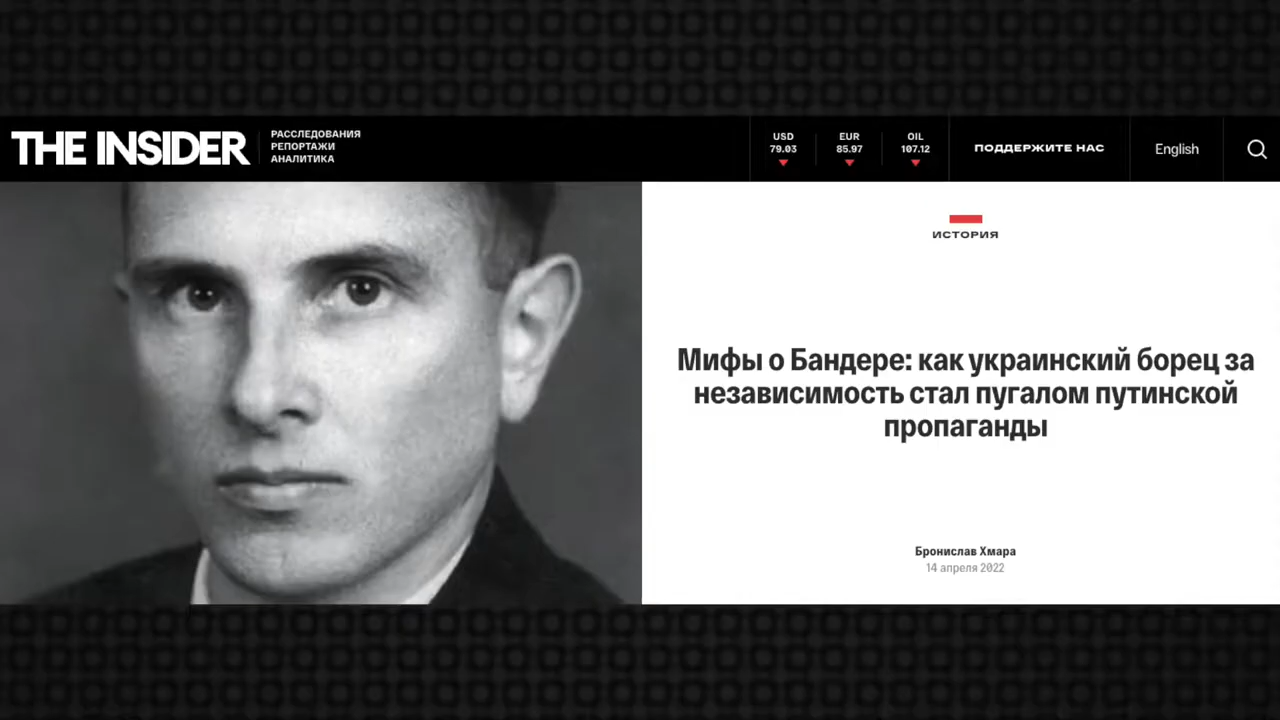 THE INSIDER
РАССЛЕДОВАНИЯ
РЕПОРТАЖИ
АНАЛИТИКА
USD
79.03
EUR
85.97
OIL
107.12
ПОДДЕРЖИТЕ НАС
English
ИСТОРИЯ
Мифы о Бандере: как украинский борец за
независимость стал пугалом путинской
пропаганды
Бронислав Хмара
14 апреля 2022